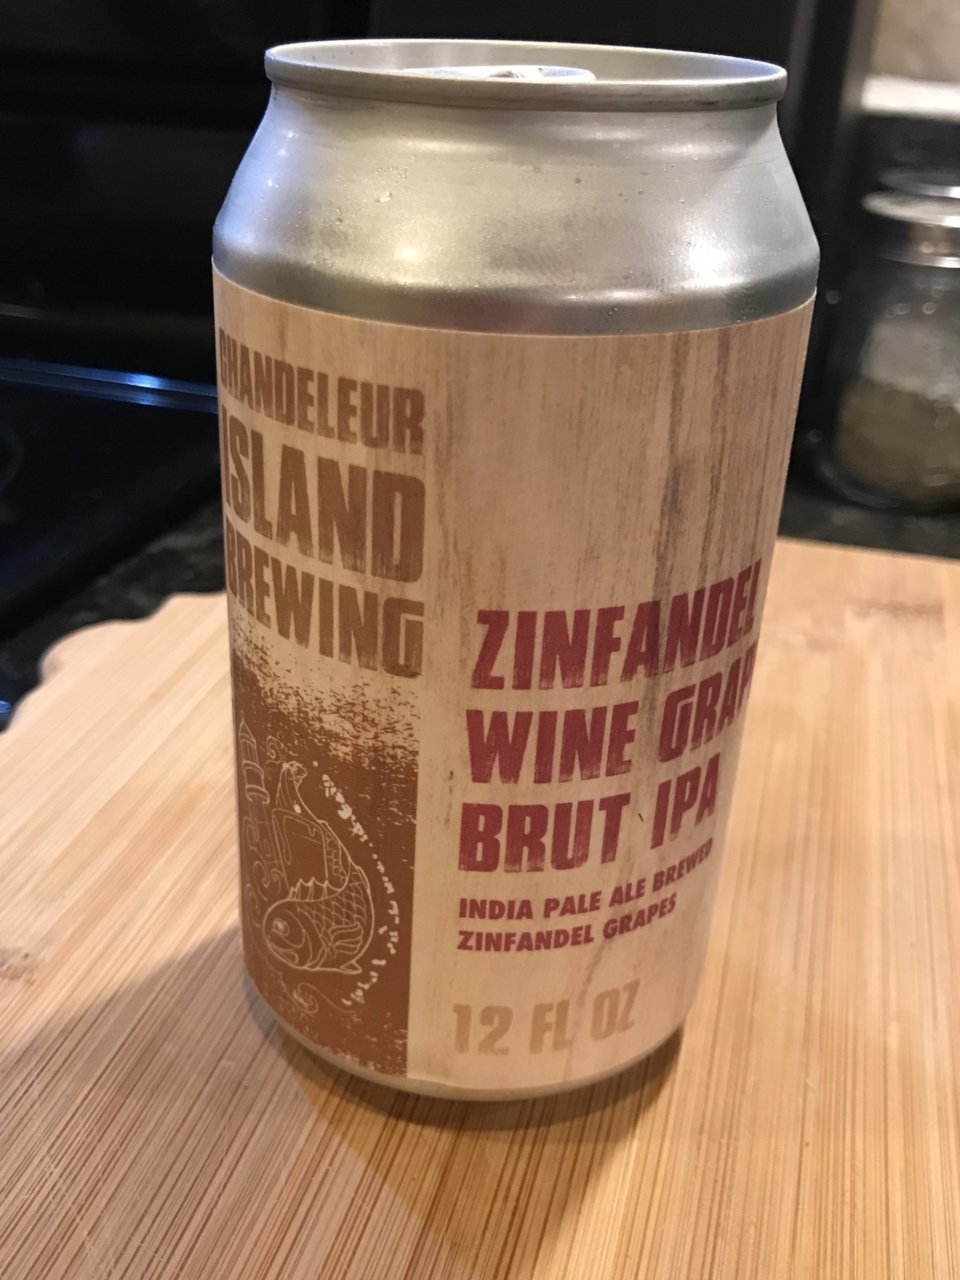 CHANDELEUR
ISLAND
BREWING
ZINFANDEL
WINE GRAP
BRUT IPA
INDIA PALE ALE BREWED
ZINFANDEL GRAPES
12 FL OZ